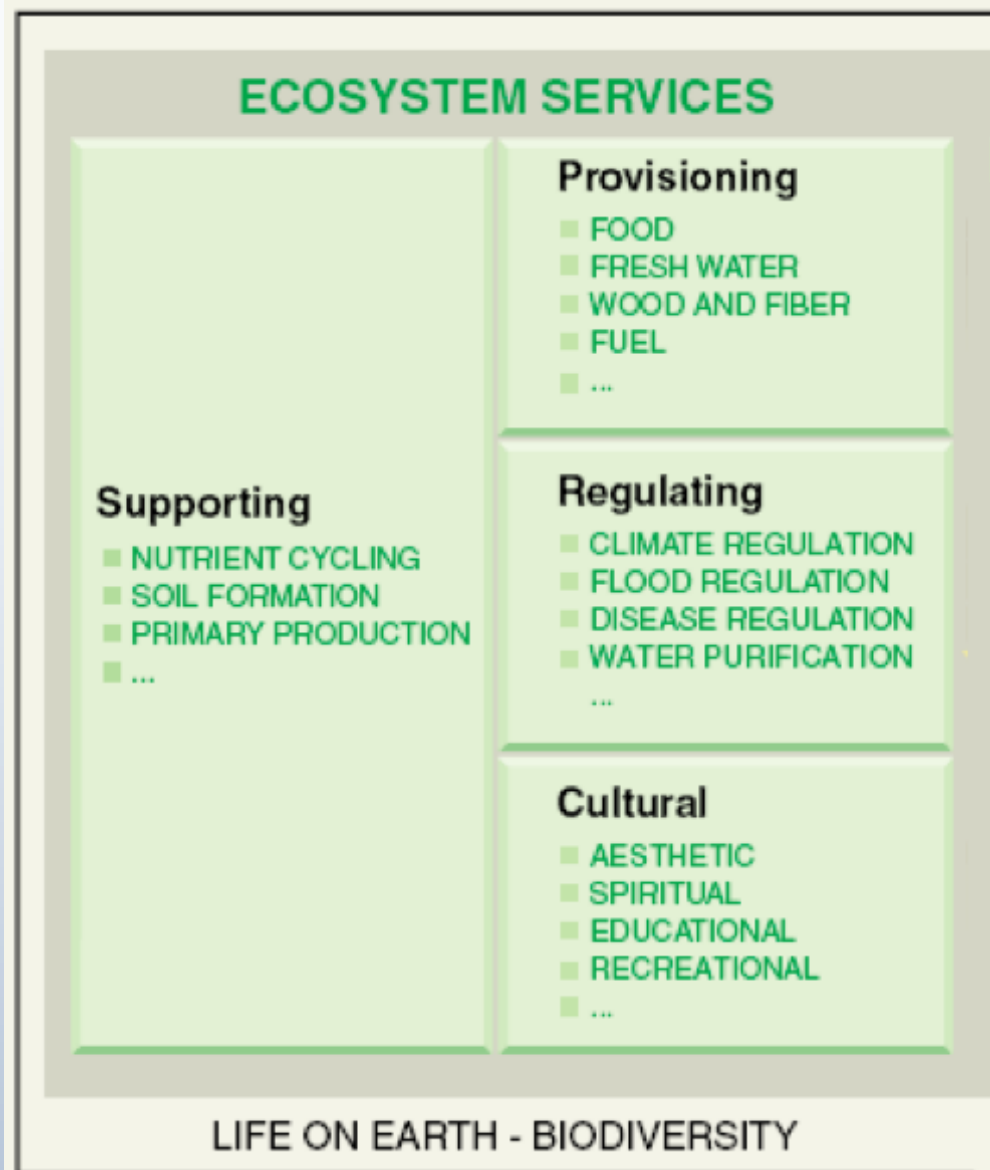 ECOSYSTEM SERVICES
Supporting
NUTRIENT CYCLING
SOIL FORMATION
PRIMARY PRODUCTION
...
Provisioning
FOOD
FRESH WATER
WOOD AND FIBER
FUEL
...
Regulating
CLIMATE REGULATION
FLOOD REGULATION
DISEASE REGULATION
WATER PURIFICATION
...
Cultural
AESTHETIC
SPIRITUAL
EDUCATIONAL
RECREATIONAL
...
LIFE ON EARTH - BIODIVERSITY